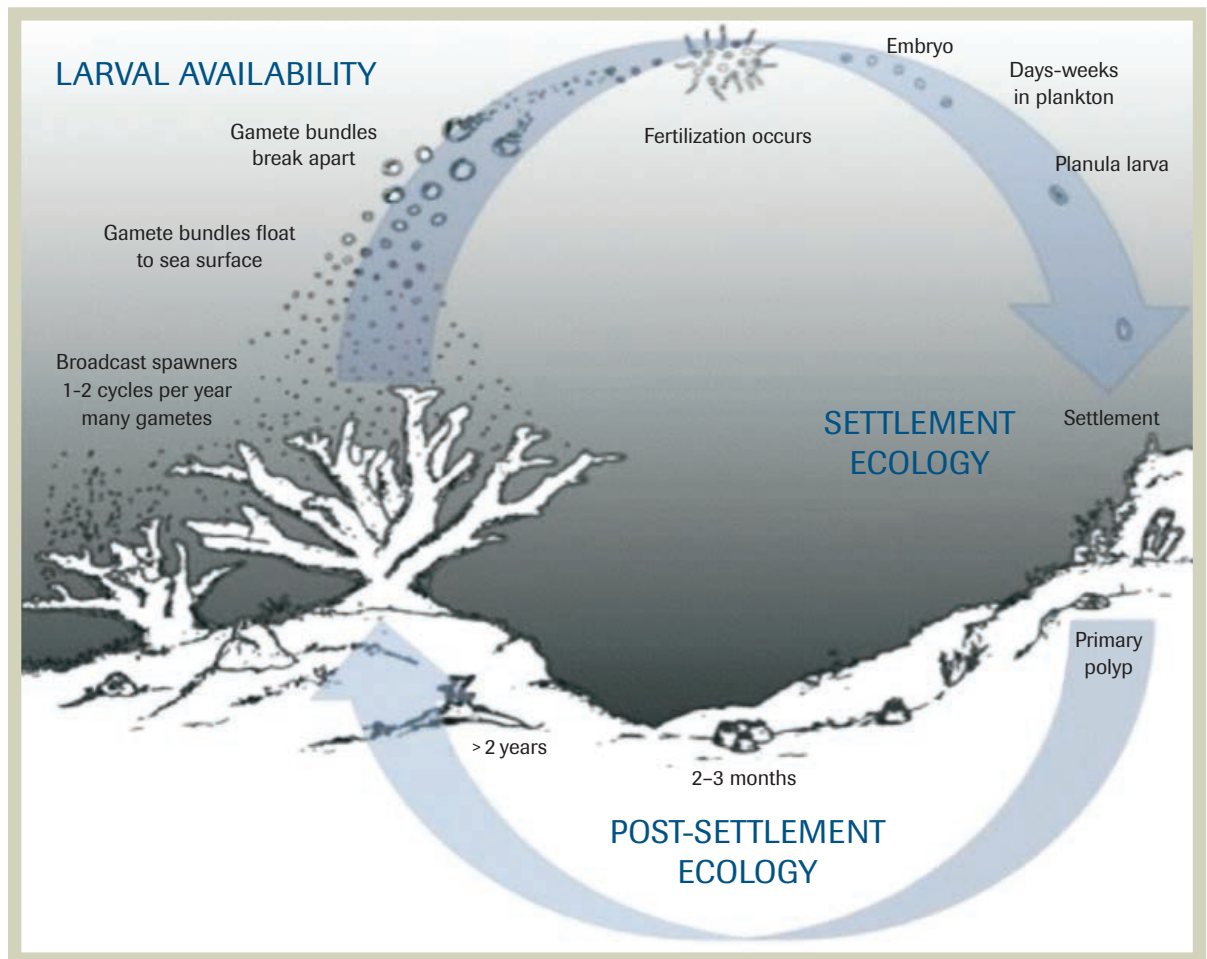 LARVAL AVAILABILITY
Gamete bundles
break apart
Gamete bundles float
to sea surface
Broadcast spawners
1-2 cycles per year
many gametes
Fertilization occurs
Embryo
Days-weeks
in plankton
Planula larva
Settlement
SETTLEMENT
ECOLOGY
Primary
polyp
2–3 months
> 2 years
POST-SETTLEMENT
ECOLOGY